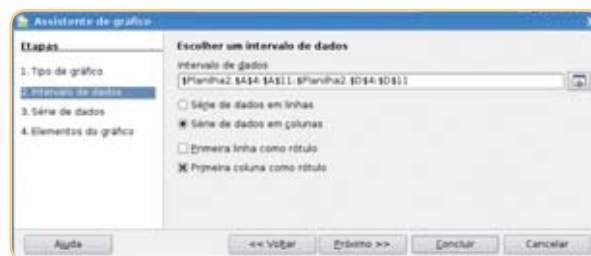 Assistente de gráfico
Etapas
1. Tipo de gráfico
2. Intervalo de dados
3. Série de dados
4. Elementos do gráfico
Escolher um intervalo de dados
Intervalo de dados
$Planilha2.$A$4:$A$11;$Planilha2.$D$4:$D$11
Série de dados em linhas
Série de dados em colunas
Primeira linha como rótulo
Primeira coluna como rótulo
Ajuda
<< Voltar
Próximo >>
Concluir
Cancelar